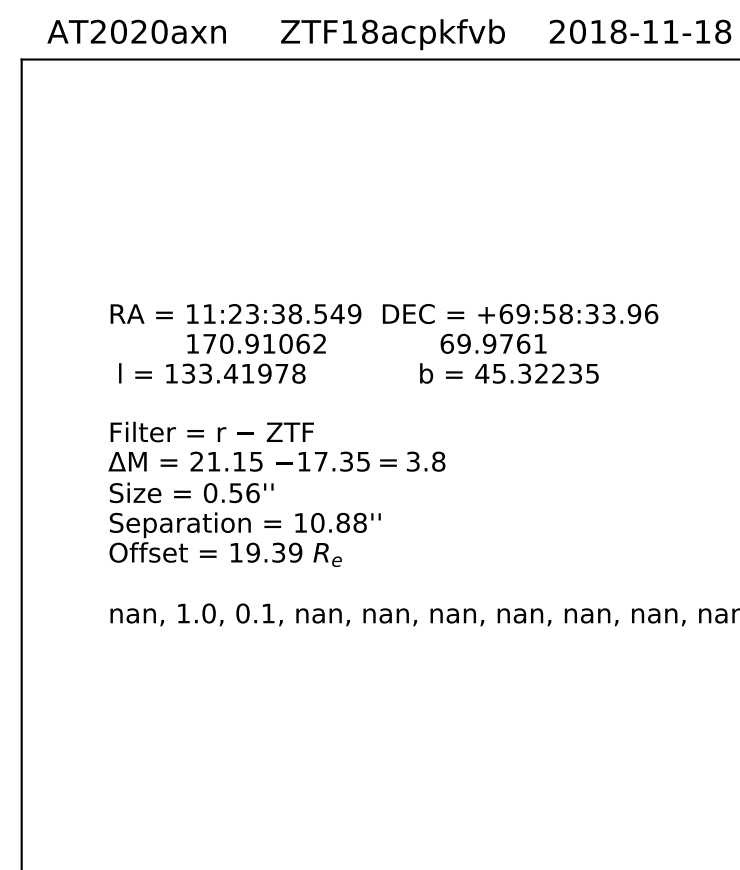 AT2020axn ZTF18acpkfvb 2018-11-18
RA = 11:23:38.549 DEC = +69:58:33.96
170.91062 69.9761
l = 133.41978 b = 45.32235
Filter = r − ZTF
ΔM = 21.15 −17.35 = 3.8
Size = 0.56''
Separation = 10.88''
Offset = 19.39 Rₑ
nan, 1.0, 0.1, nan, nan, nan, nan, nan, nan,